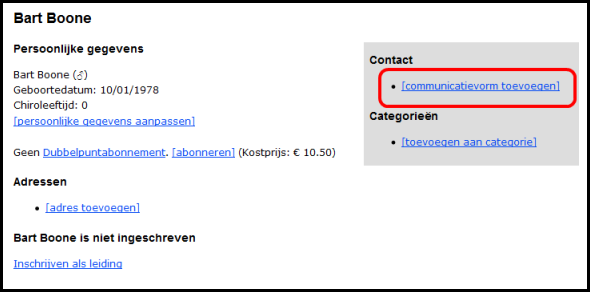 Bart Boone
Persoonlijke gegevens
Bart Boone (♂)
Geboortedatum: 10/01/1978
Chiroleeftijd: 0
[persoonlijke gegevens aanpassen]
Geen Dubbelpuntabonnement. [abonneren] (Kostprijs: € 10.50)
Adressen
[adres toevoegen]
Bart Boone is niet ingeschreven
Inschrijven als leiding
Contact
[communicatievorm toevoegen]
Categorieën
[toevoegen aan categorie]